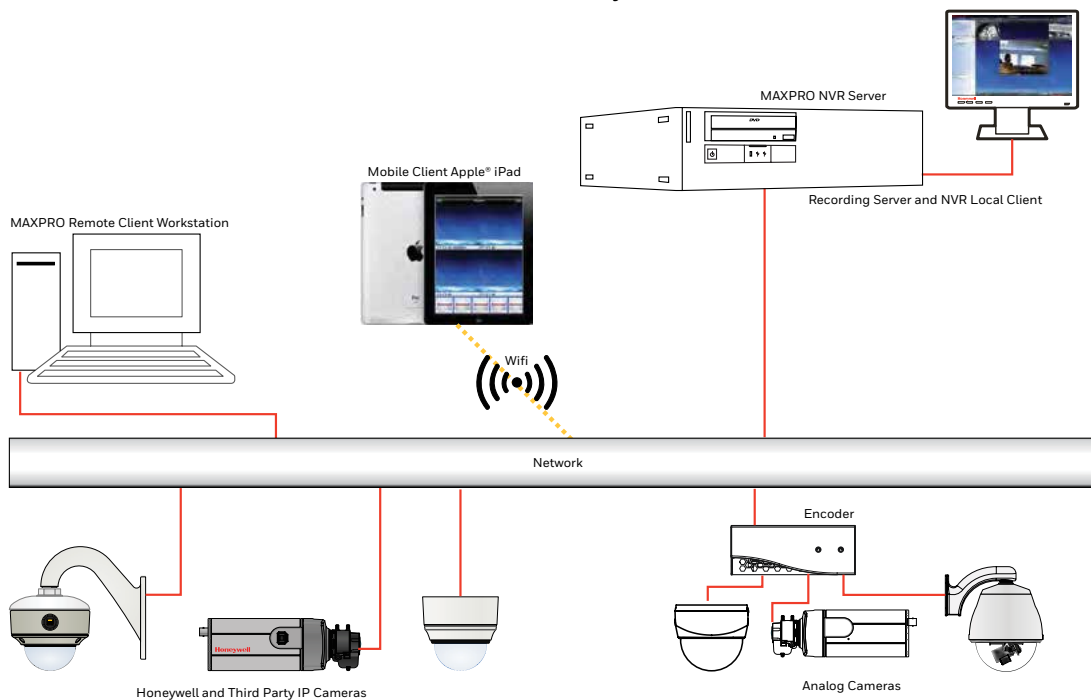 MAXPRO NVR Server
DVD
Mobile Client Apple® iPad
Recording Server and NVR Local Client
MAXPRO Remote Client Workstation
Wifi
Network
Encoder
Honeywell
Honeywell and Third Party IP Cameras
Analog Cameras